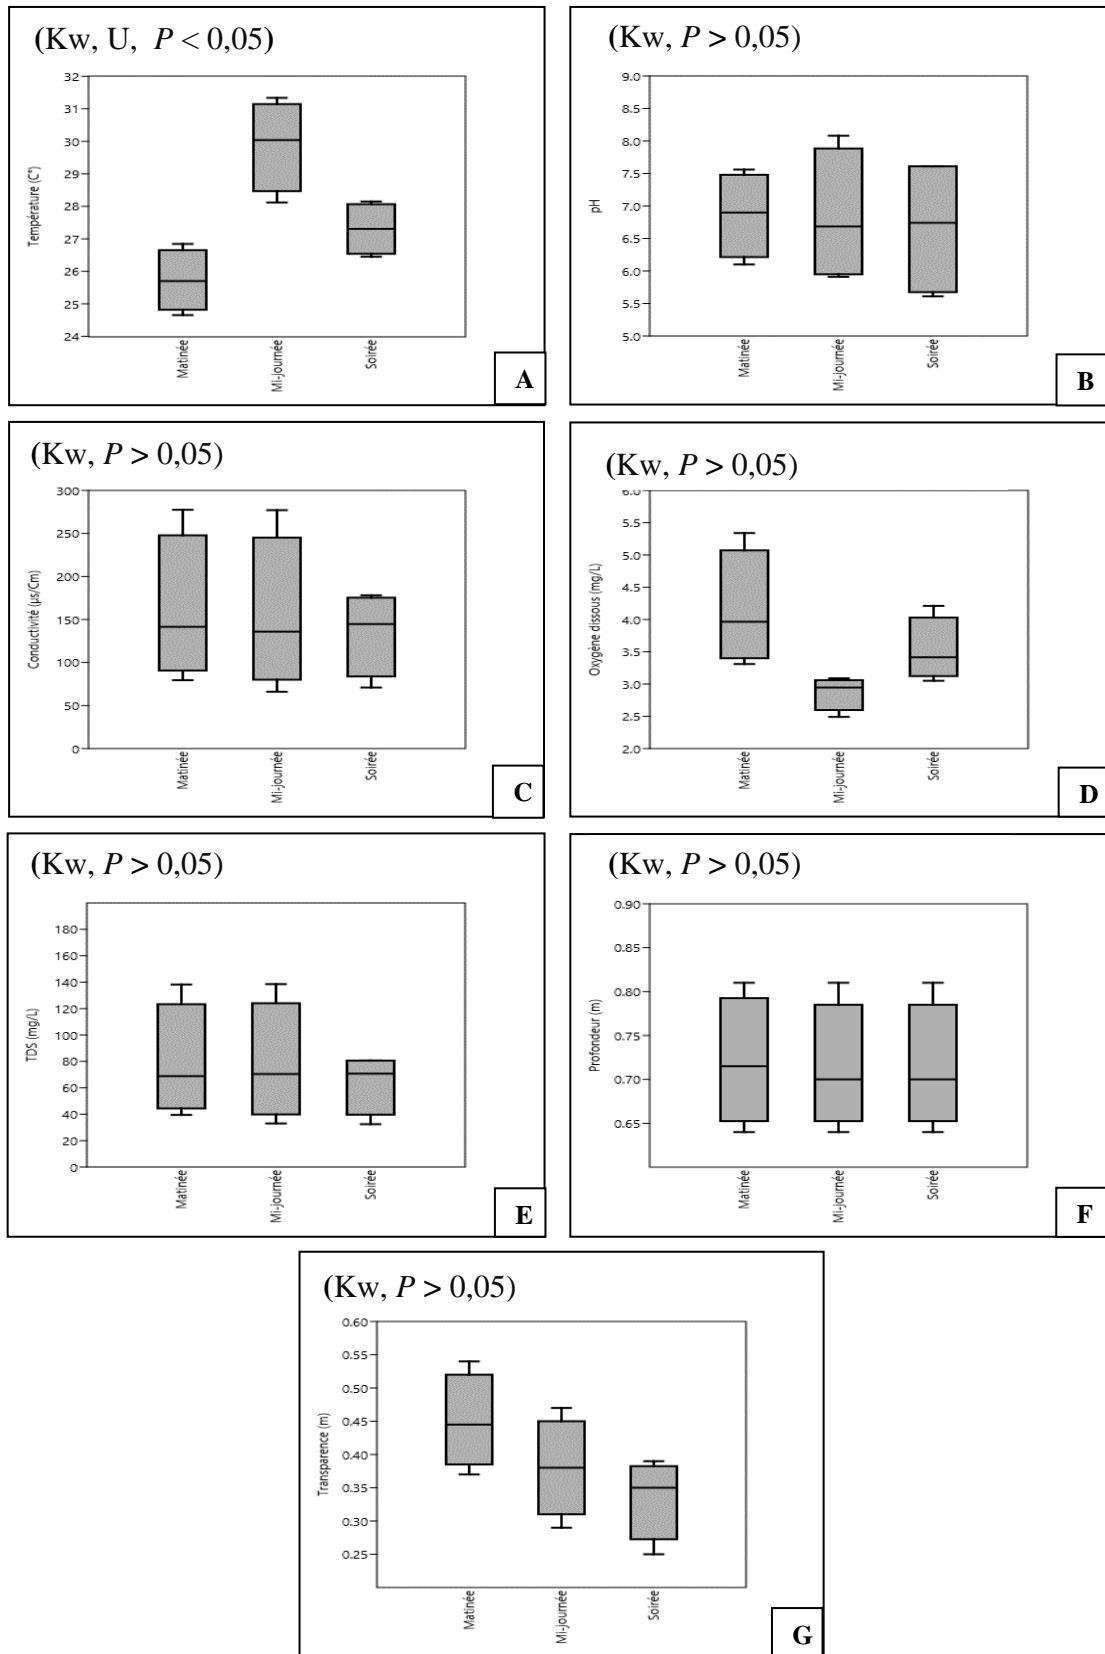 (Kw, U, P < 0,05)
32
31
30
29
28
27
26
25
24
Température (C°)
Matinée
Mi-journée
Soirée
A
(Kw, P > 0,05)
9.0
8.5
8.0
7.5
7.0
6.5
6.0
5.5
5.0
pH
Matinée
Mi-journée
Soirée
B
(Kw, P > 0,05)
300
250
200
150
100
50
0
Conductivité (µs/Cm)
Matinée
Mi-journée
Soirée
C
(Kw, P > 0,05)
6.0
5.5
5.0
4.5
4.0
3.5
3.0
2.5
2.0
Oxygène dissous (mg/L)
Matinée
Mi-journée
Soirée
D
(Kw, P > 0,05)
180
160
140
120
100
80
60
40
20
0
TDS (mg/L)
Matinée
Mi-journée
Soirée
E
(Kw, P > 0,05)
0.90
0.85
0.80
0.75
0.70
0.65
Profondeur (m)
Matinée
Mi-journée
Soirée
F
(Kw, P > 0,05)
0.60
0.55
0.50
0.45
0.40
0.35
0.30
0.25
Transparence (m)
Matinée
Mi-journée
Soirée
G